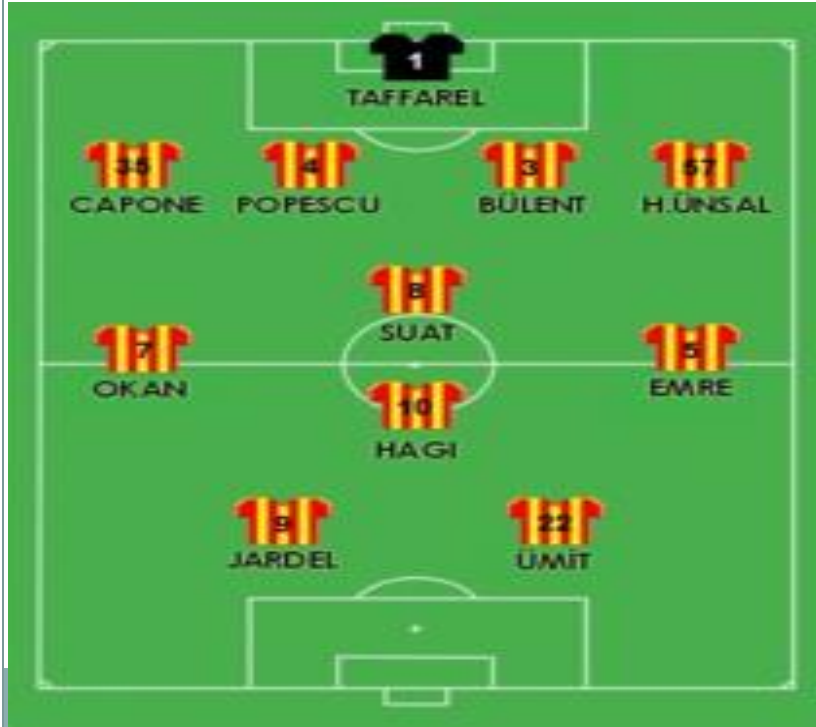 1
TAFFAREL
35 4 3 57
CAPONE POPESCU BÜLENT H.ÜNSAL
8
SUAT
7 5
OKAN EMRE
10
HAGI
9 22
JARDEL ÜMİT